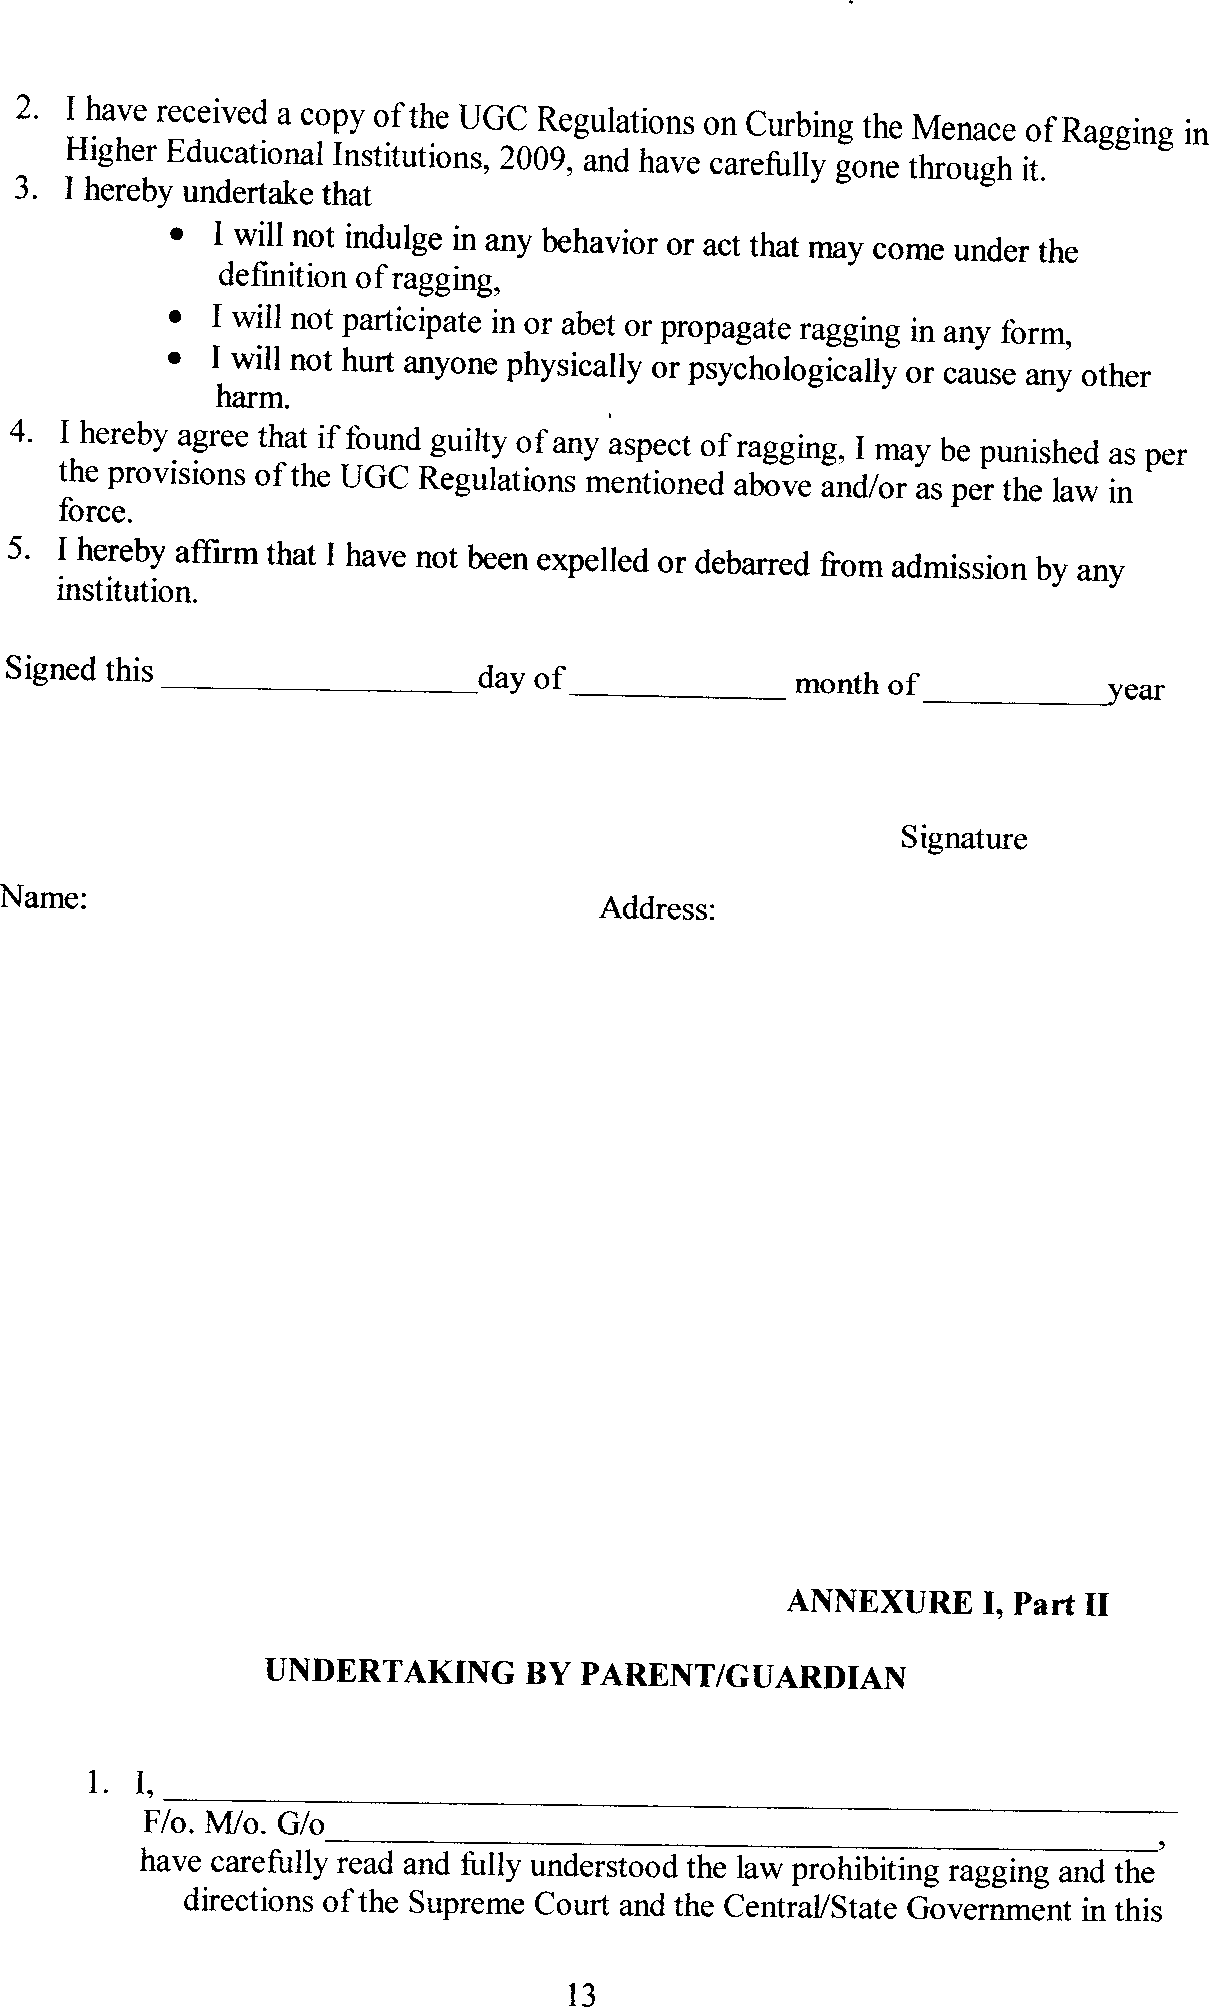 2. I have received a copy of the UGC Regulations on Curbing the Menace of Ragging in
Higher Educational Institutions, 2009, and have carefully gone through it.
3. I hereby undertake that
• I will not indulge in any behavior or act that may come under the
definition of ragging,
• I will not participate in or abet or propagate ragging in any form,
• I will not hurt anyone physically or psychologically or cause any other
harm.
4. I hereby agree that if found guilty of any aspect of ragging, I may be punished as per
the provisions of the UGC Regulations mentioned above and/or as per the law in
force.
5. I hereby affirm that I have not been expelled or debarred from admission by any
institution.
Signed this ____________________day of______________ month of____________year
Signature
Name: Address:
ANNEXURE I, Part II
UNDERTAKING BY PARENT/GUARDIAN
1. I, ________________________________________________________________
F/o. M/o. G/o____________________________________________________,
have carefully read and fully understood the law prohibiting ragging and the
directions of the Supreme Court and the Central/State Government in this
13